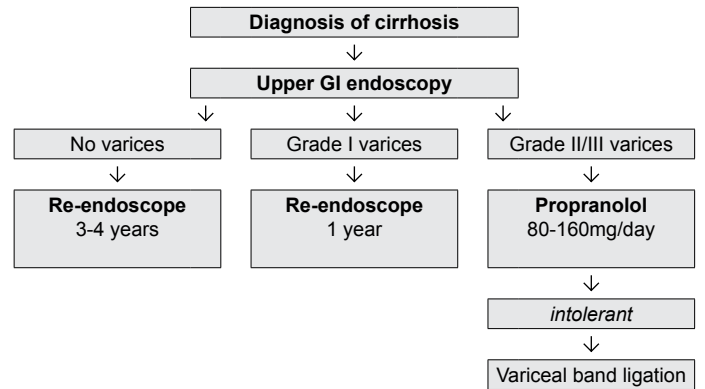 Diagnosis of cirrhosis
Upper GI endoscopy
No varices
Grade I varices
Grade II/III varices
Re-endoscope
3-4 years
Re-endoscope
1 year
Propranolol
80-160mg/day
intolerant
Variceal band ligation